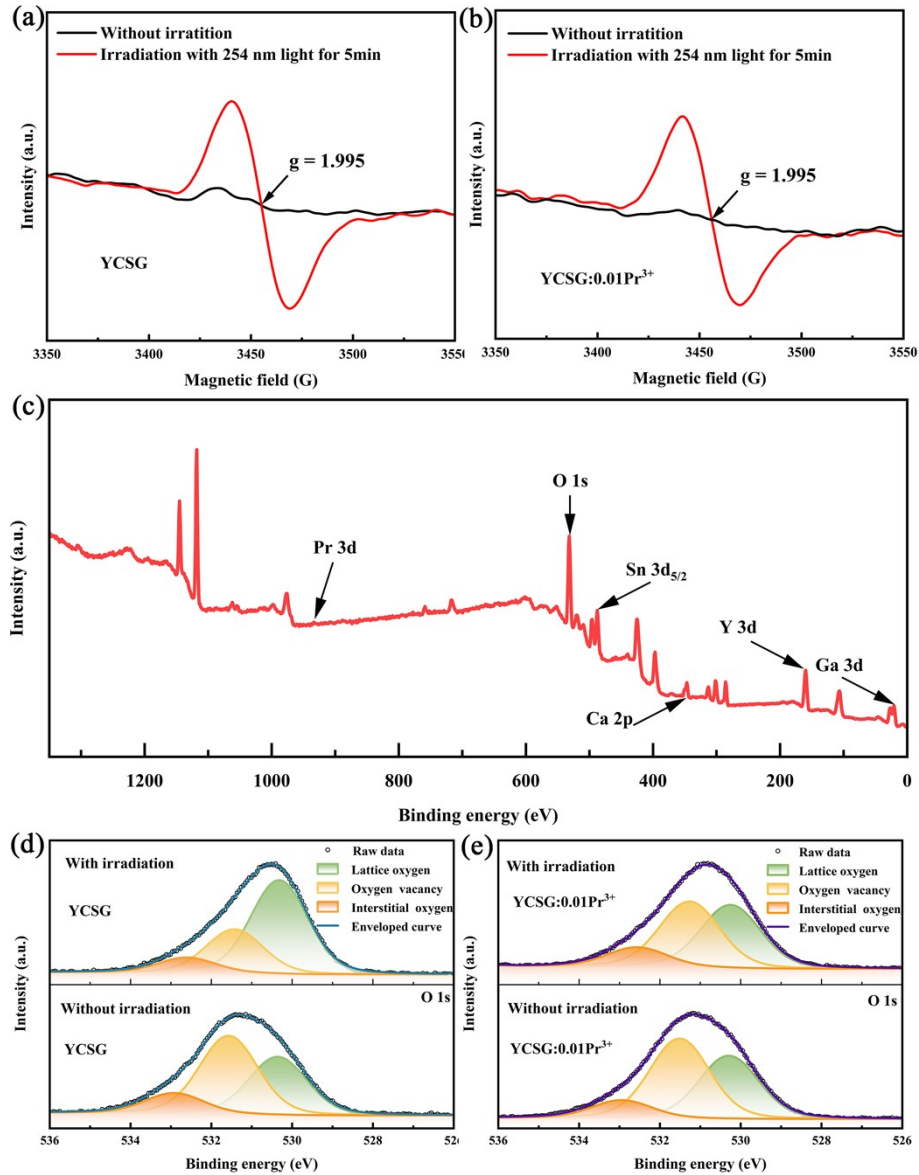 (a)
Without irratition
Irradiation with 254 nm light for 5min
g = 1.995
YCSG
Intensity (a.u.)
3350 3400 3450 3500 3550
Magnetic field (G)
(b)
Without irratition
Irradiation with 254 nm light for 5min
g = 1.995
YCSG:0.01Pr³⁺
Intensity (a.u.)
3350 3400 3450 3500 3550
Magnetic field (G)
(c)
O 1s
Pr 3d
Sn 3d₅/₂
Y 3d
Ga 3d
Ca 2p
Intensity (a.u.)
1200 1000 800 600 400 200 0
Binding energy (eV)
(d)
With irradiation
YCSG
Raw data
Lattice oxygen
Oxygen vacancy
Interstitial oxygen
Enveloped curve
O 1s
Without irradiation
YCSG
Intensity (a.u.)
536 534 532 530 528 526
Binding energy (eV)
(e)
With irradiation
YCSG:0.01Pr³⁺
Raw data
Lattice oxygen
Oxygen vacancy
Interstitial oxygen
Enveloped curve
O 1s
Without irradiation
YCSG:0.01Pr³⁺
Intensity (a.u.)
536 534 532 530 528 526
Binding energy (eV)